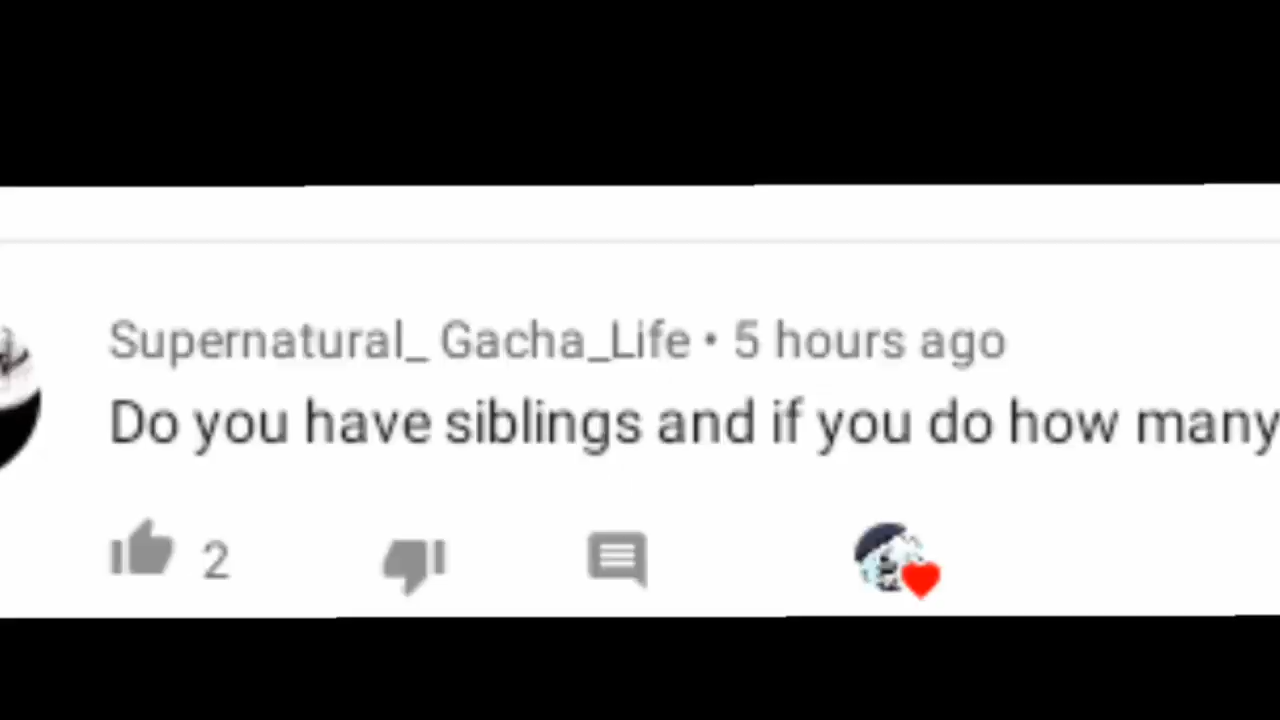 Supernatural_ Gacha_Life • 5 hours ago
Do you have siblings and if you do how many
2